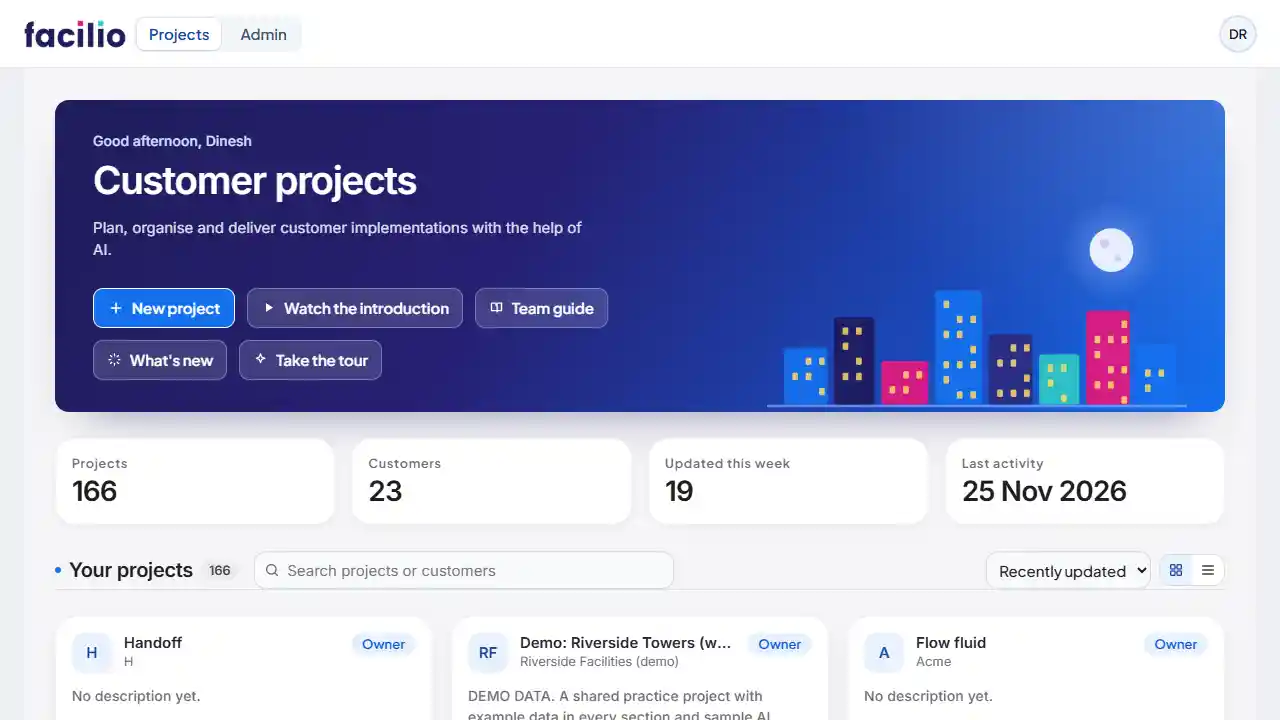 facilio
Projects
Admin
DR
Good afternoon, Dinesh
Customer projects
Plan, organise and deliver customer implementations with the help of
AI.
New project
Watch the introduction
Team guide
What's new
Take the tour
Projects
166
Customers
23
Updated this week
19
Last activity
25 Nov 2026
Your projects
166
Search projects or customers
Recently updated
H
Handoff
H
Owner
No description yet.
RF
Demo: Riverside Towers (w...
Riverside Facilities (demo)
Owner
DEMO DATA. A shared practice project with
example data in every section and sample AI
A
Flow fluid
Acme
Owner
No description yet.